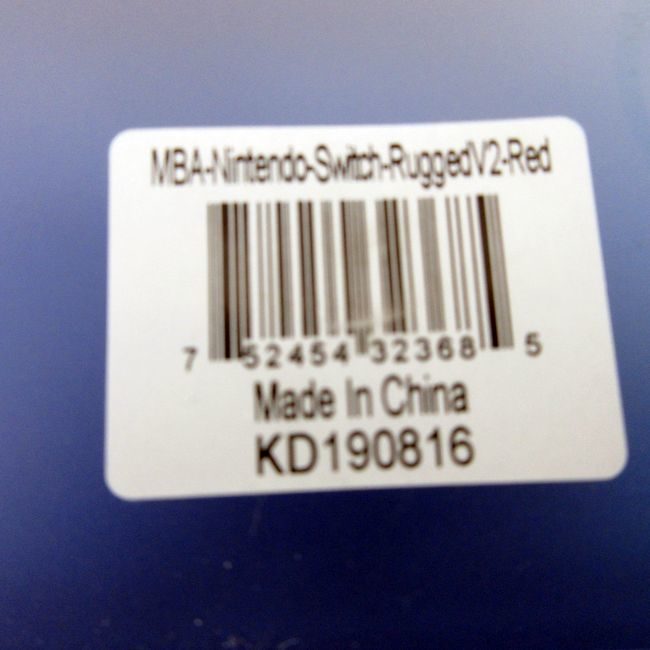 MBA-Nintendo-Switch-RuggedV2-Red
7 52454 32368 5
Made In China
KD190816